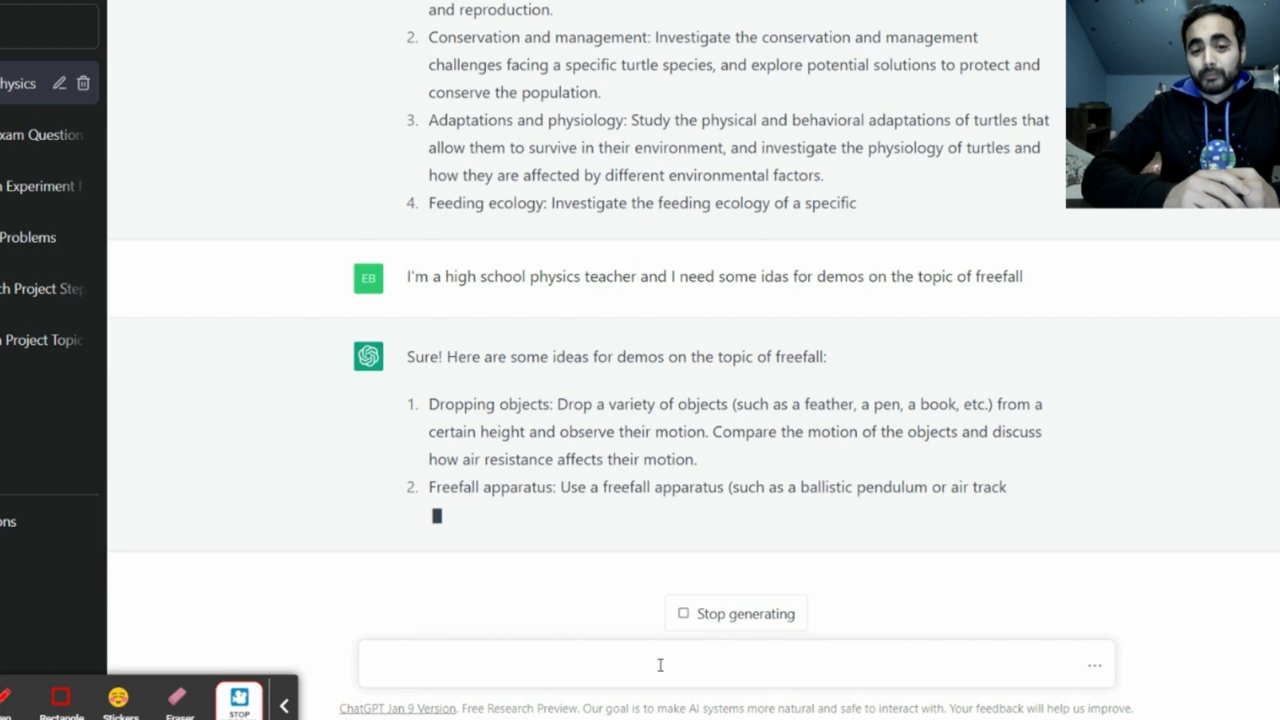 and reproduction.
2. Conservation and management: Investigate the conservation and management
challenges facing a specific turtle species, and explore potential solutions to protect and
conserve the population.
3. Adaptations and physiology: Study the physical and behavioral adaptations of turtles that
allow them to survive in their environment, and investigate the physiology of turtles and
how they are affected by different environmental factors.
4. Feeding ecology: Investigate the feeding ecology of a specific
hysics
xam Question
Experiment
Problems
ch Project Step
Project Topic
ons
EB
I'm a high school physics teacher and I need some idas for demos on the topic of freefall
Sure! Here are some ideas for demos on the topic of freefall:
1. Dropping objects: Drop a variety of objects (such as a feather, a pen, a book, etc.) from a
certain height and observe their motion. Compare the motion of the objects and discuss
how air resistance affects their motion.
2. Freefall apparatus: Use a freefall apparatus (such as a ballistic pendulum or air track
Stop generating
...
Rectangle
Stickers
Eraser
STOP
ChatGPT Jan 9 Version. Free Research Preview. Our goal is to make AI systems more natural and safe to interact with. Your feedback will help us improve.